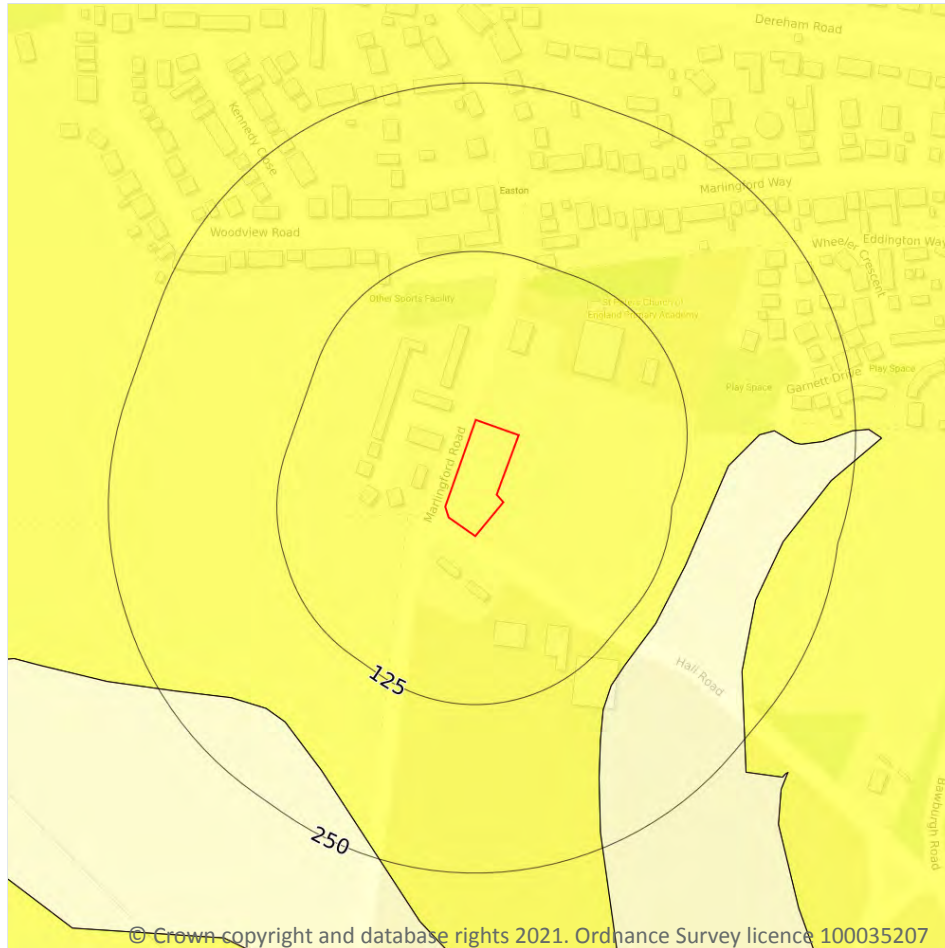 Dereham Road
Kennedy Close
Marlingford Way
Easton
Woodview Road
Wheeler Crescent
Eddington Way
Other Sports Facility
St Peters Church of
England Primary Academy
Play Space
Play Space
Garnett Drive
Marlingford Road
125
Hall Road
Bawburgh Road
250
© Crown copyright and database rights 2021. Ordnance Survey licence 100035207